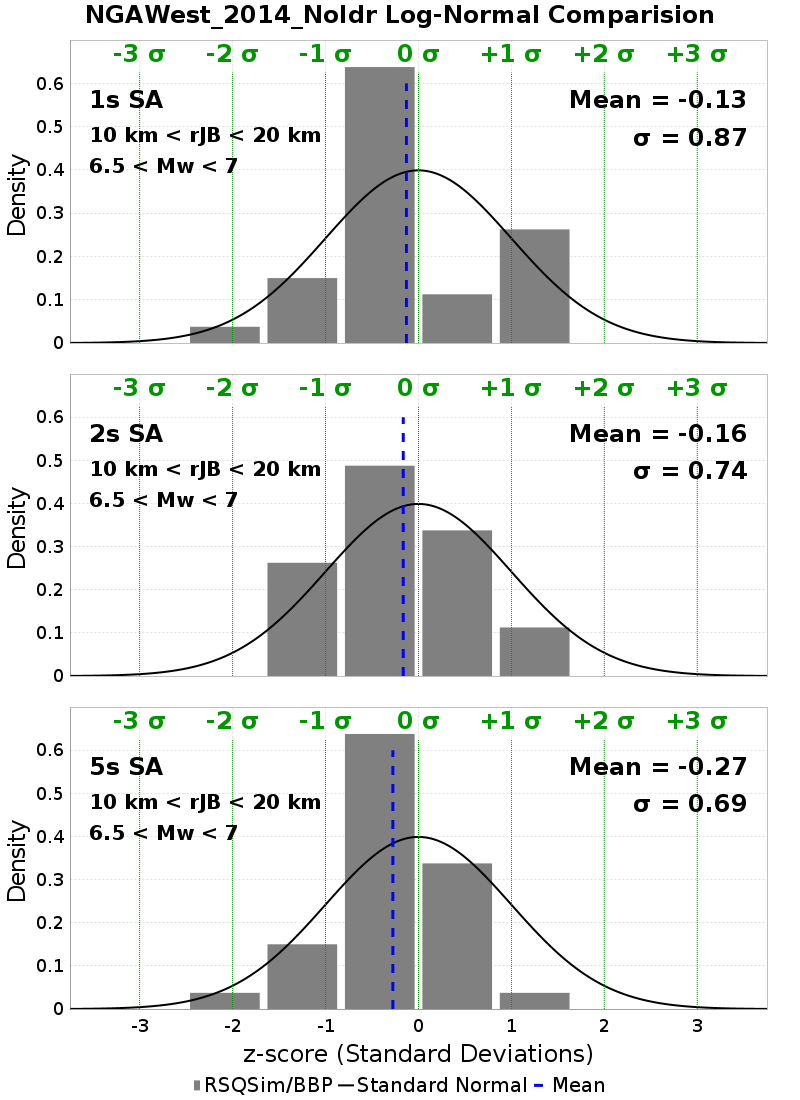 NGAWest_2014_NoIdr Log-Normal Comparision
-3 σ -2 σ -1 σ 0 σ +1 σ +2 σ +3 σ
1s SA
Mean = -0.13
10 km < rJB < 20 km
σ = 0.87
6.5 < Mw < 7
Density
0.6
0.5
0.4
0.3
0.2
0.1
0
-3 σ -2 σ -1 σ 0 σ +1 σ +2 σ +3 σ
2s SA
Mean = -0.16
10 km < rJB < 20 km
σ = 0.74
6.5 < Mw < 7
Density
0.6
0.5
0.4
0.3
0.2
0.1
0
-3 σ -2 σ -1 σ 0 σ +1 σ +2 σ +3 σ
5s SA
Mean = -0.27
10 km < rJB < 20 km
σ = 0.69
6.5 < Mw < 7
Density
0.6
0.5
0.4
0.3
0.2
0.1
0
-3 -2 -1 0 1 2 3
z-score (Standard Deviations)
RSQSim/BBP Standard Normal Mean